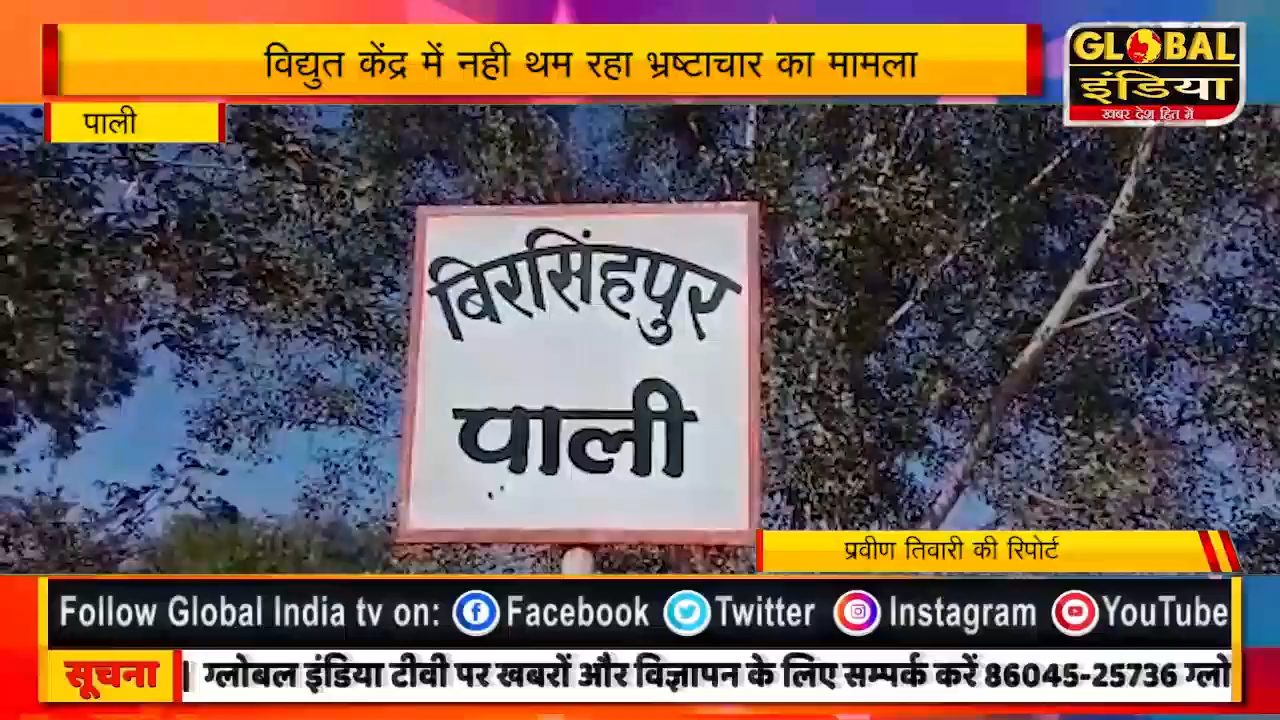 विद्युत केंद्र में नही थम रहा भ्रष्टाचार का मामला
GLOBAL
इंडिया
खबर देश हित में
पाली
बिरसिंहपुर
पाली
प्रवीण तिवारी की रिपोर्ट
Follow Global India tv on: Facebook Twitter Instagram YouTube
सूचना | ग्लोबल इंडिया टीवी पर खबरों और विज्ञापन के लिए सम्पर्क करें 86045-25736 ग्लो